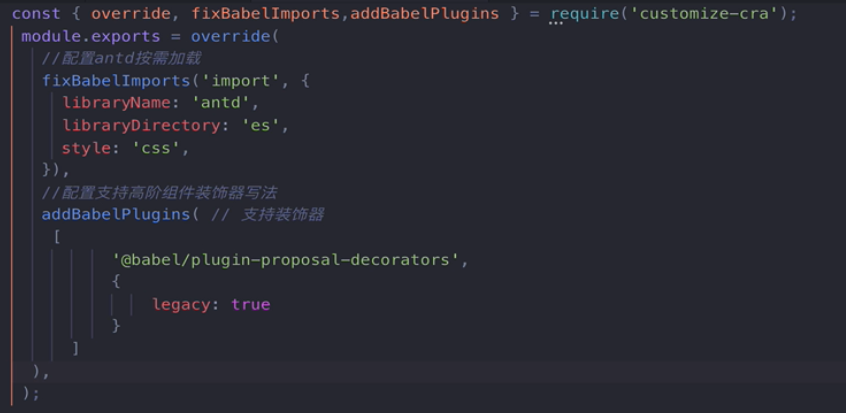 const { override, fixBabelImports,addBabelPlugins } = require('customize-cra');
module.exports = override(
//配置antd按需加载
fixBabelImports('import', {
libraryName: 'antd',
libraryDirectory: 'es',
style: 'css',
}),
//配置支持高阶组件装饰器写法
addBabelPlugins( // 支持装饰器
[
'@babel/plugin-proposal-decorators',
{
legacy: true
}
]
),
);